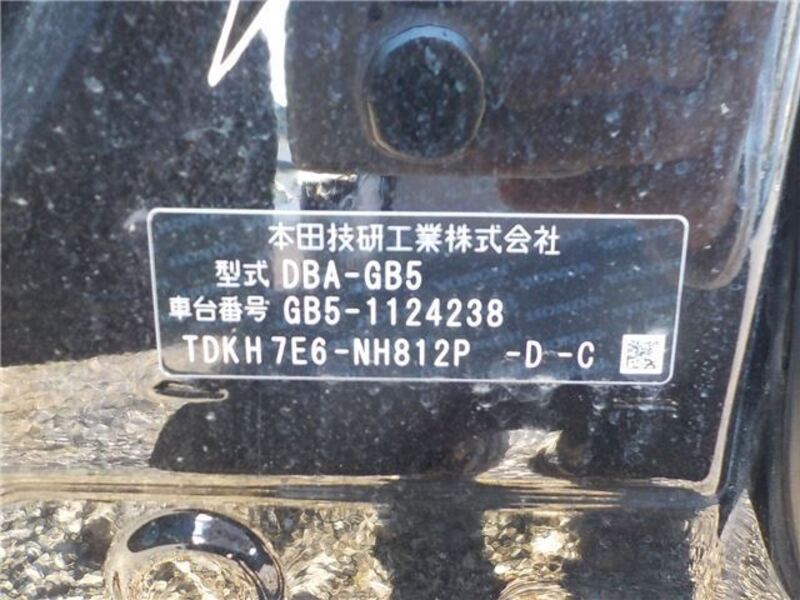 本田技研工業株式会社
型式 DBA-GB5
車台番号 GB5-1124238
TDKH7E6-NH812P -D -C